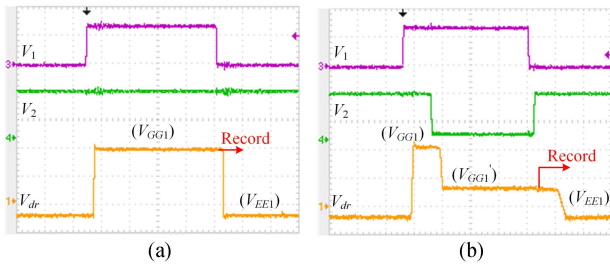 V1
3
V2
4
(VGG1)
Record
Vdr
1
(VEE1)
(a)
V1
3
V2
4
(VGG1)
Record
(VGG1')
Vdr
1
(VEE1)
(b)